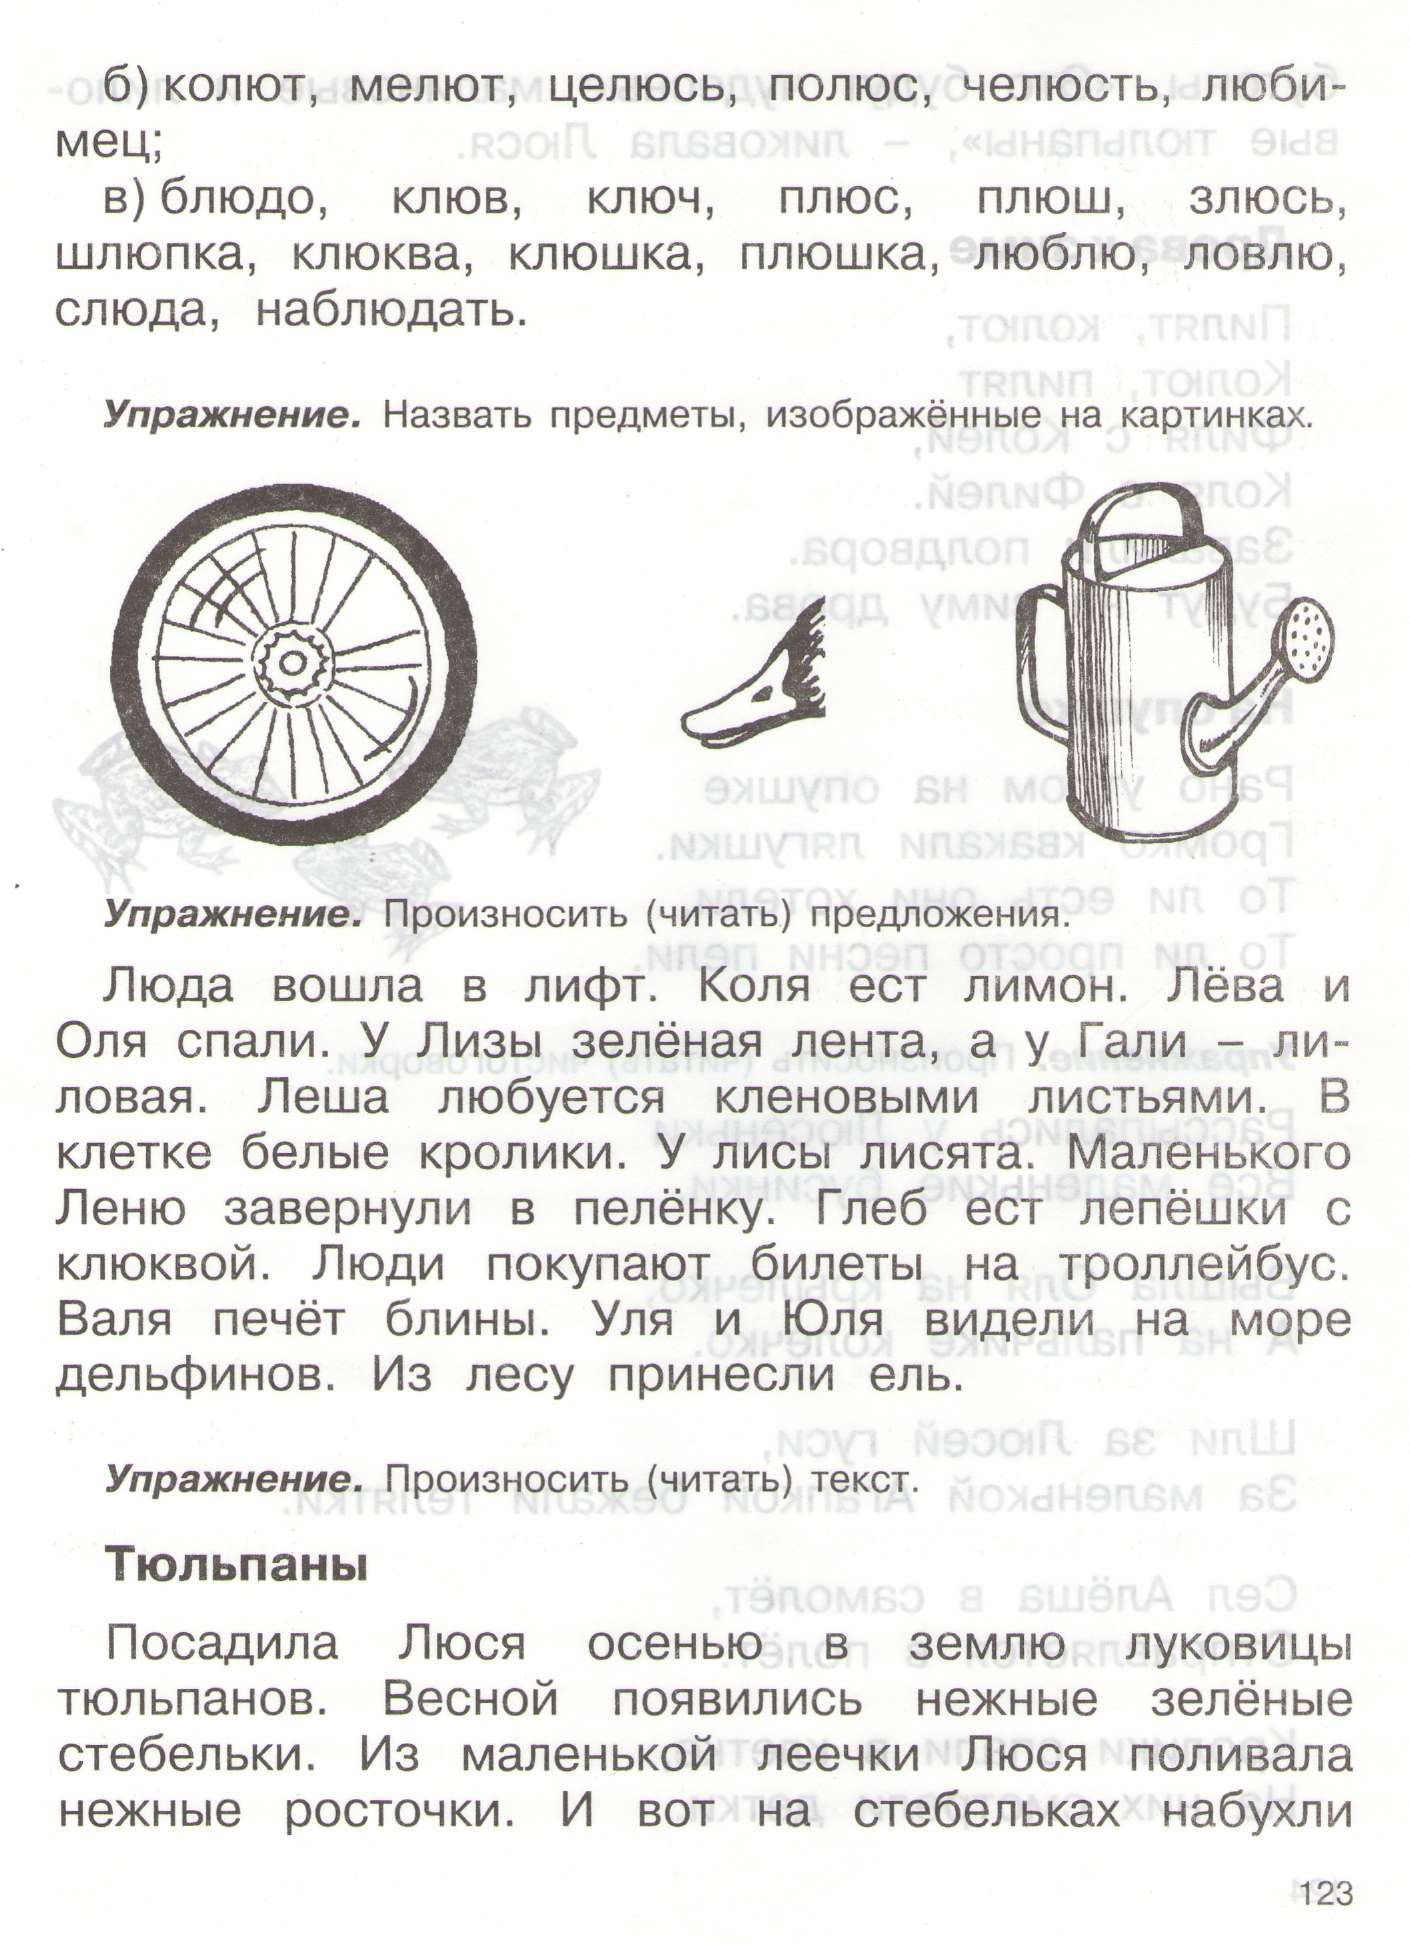 б) колют, мелют, целюсь, полюс, челюсть, люби-
мец;
в) блюдо, клюв, ключ, плюс, плюш, злюсь,
шлюпка, клюква, клюшка, плюшка, люблю, ловлю,
слюда, наблюдать.
Упражнение. Назвать предметы, изображённые на картинках.
Упражнение. Произносить (читать) предложения.
Люда вошла в лифт. Коля ест лимон. Лёва и
Оля спали. У Лизы зелёная лента, а у Гали – ли-
ловая. Леша любуется кленовыми листьями. В
клетке белые кролики. У лисы лисята. Маленького
Леню завернули в пелёнку. Глеб ест лепёшки с
клюквой. Люди покупают билеты на троллейбус.
Валя печёт блины. Уля и Юля видели на море
дельфинов. Из лесу принесли ель.
Упражнение. Произносить (читать) текст.
Тюльпаны
Посадила Люся осенью в землю луковицы
тюльпанов. Весной появились нежные зелёные
стебельки. Из маленькой леечки Люся поливала
нежные росточки. И вот на стебельках набухли
123